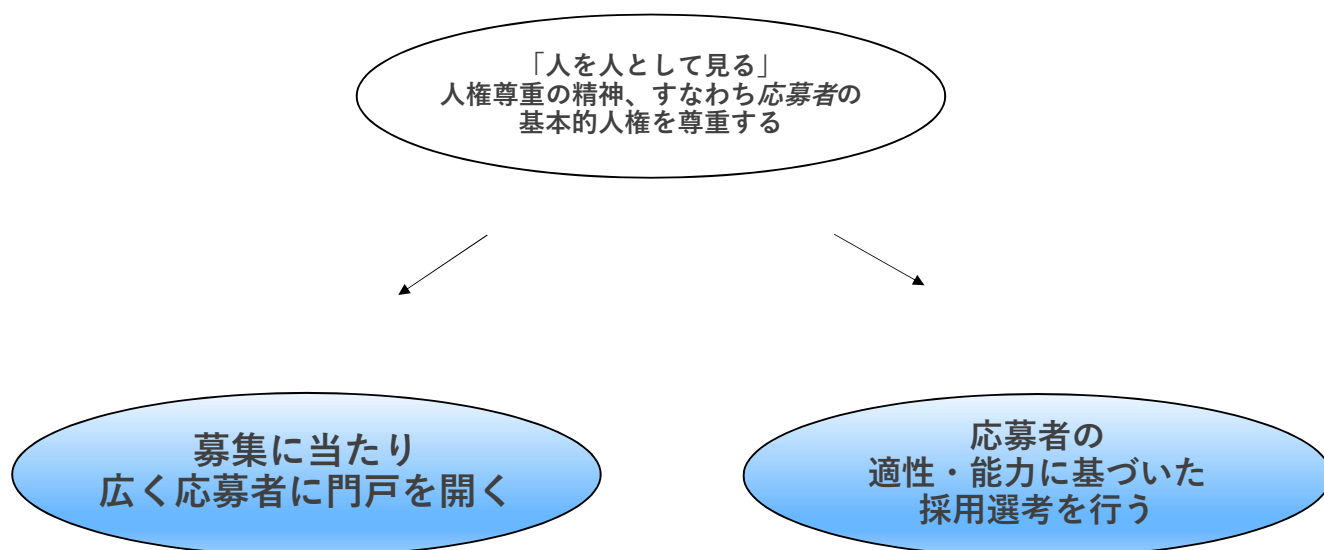 「人を人として見る」
人権尊重の精神、すなわち応募者の
基本的人権を尊重する
募集に当たり
広く応募者に門戸を開く
応募者の
適性・能力に基づいた
採用選考を行う